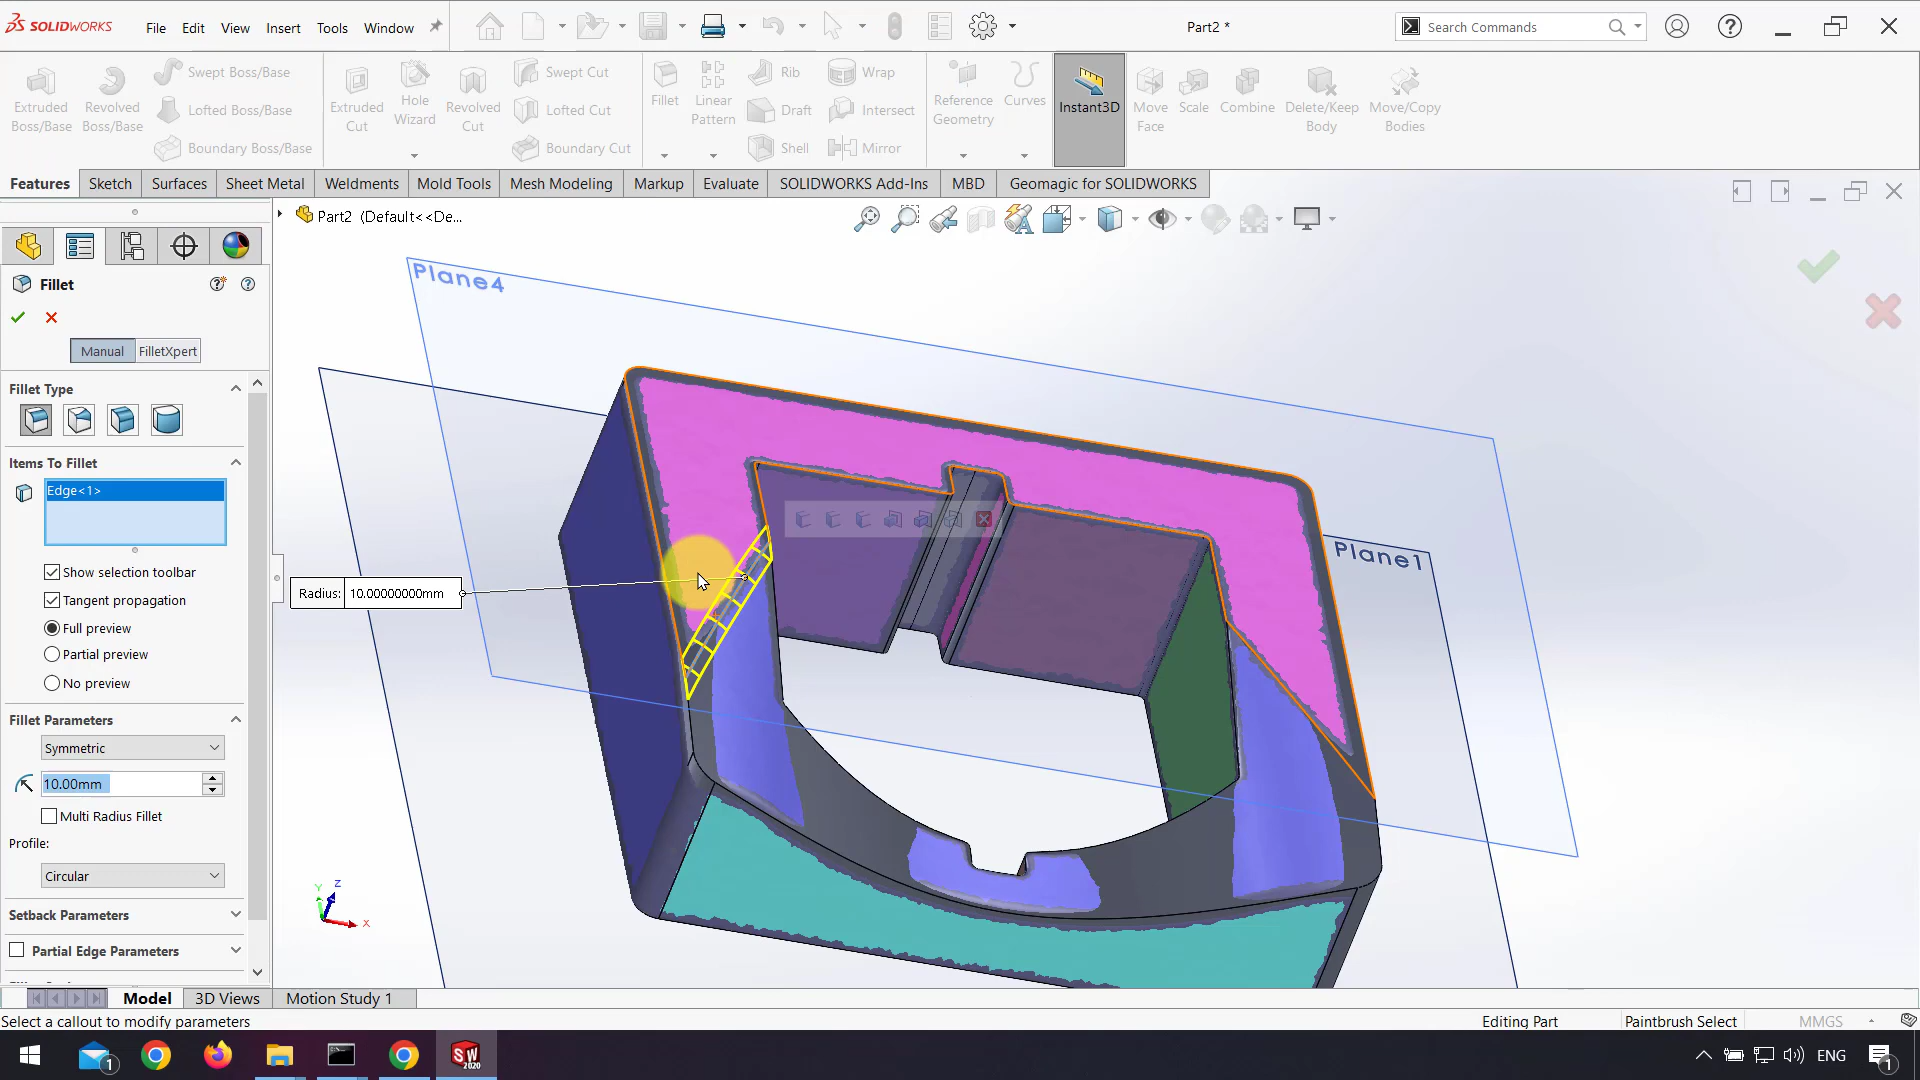 SOLIDWORKS
File
Edit
View
Insert
Tools
Window
Part2 *
Search Commands
Extruded Boss/Base
Revolved Boss/Base
Swept Boss/Base
Lofted Boss/Base
Boundary Boss/Base
Extruded Cut
Hole Wizard
Revolved Cut
Swept Cut
Lofted Cut
Boundary Cut
Fillet
Linear Pattern
Rib
Draft
Shell
Wrap
Intersect
Mirror
Reference Geometry
Curves
Instant3D
Move Face
Scale
Combine
Delete/Keep Body
Move/Copy Bodies
Features
Sketch
Surfaces
Sheet Metal
Weldments
Mold Tools
Mesh Modeling
Markup
Evaluate
SOLIDWORKS Add-Ins
MBD
Geomagic for SOLIDWORKS
Part2 (Default<<De...
Fillet
Manual
FilletXpert
Fillet Type
Items To Fillet
Edge<1>
Show selection toolbar
Tangent propagation
Full preview
Partial preview
No preview
Fillet Parameters
Symmetric
10.00mm
Multi Radius Fillet
Profile:
Circular
Setback Parameters
Partial Edge Parameters
Plane4
Plane1
Radius: 10.00000000mm
Y
Z
X
Model
3D Views
Motion Study 1
Select a callout to modify parameters
Editing Part
Paintbrush Select
MMGS
1
SW
2020
ENG
1